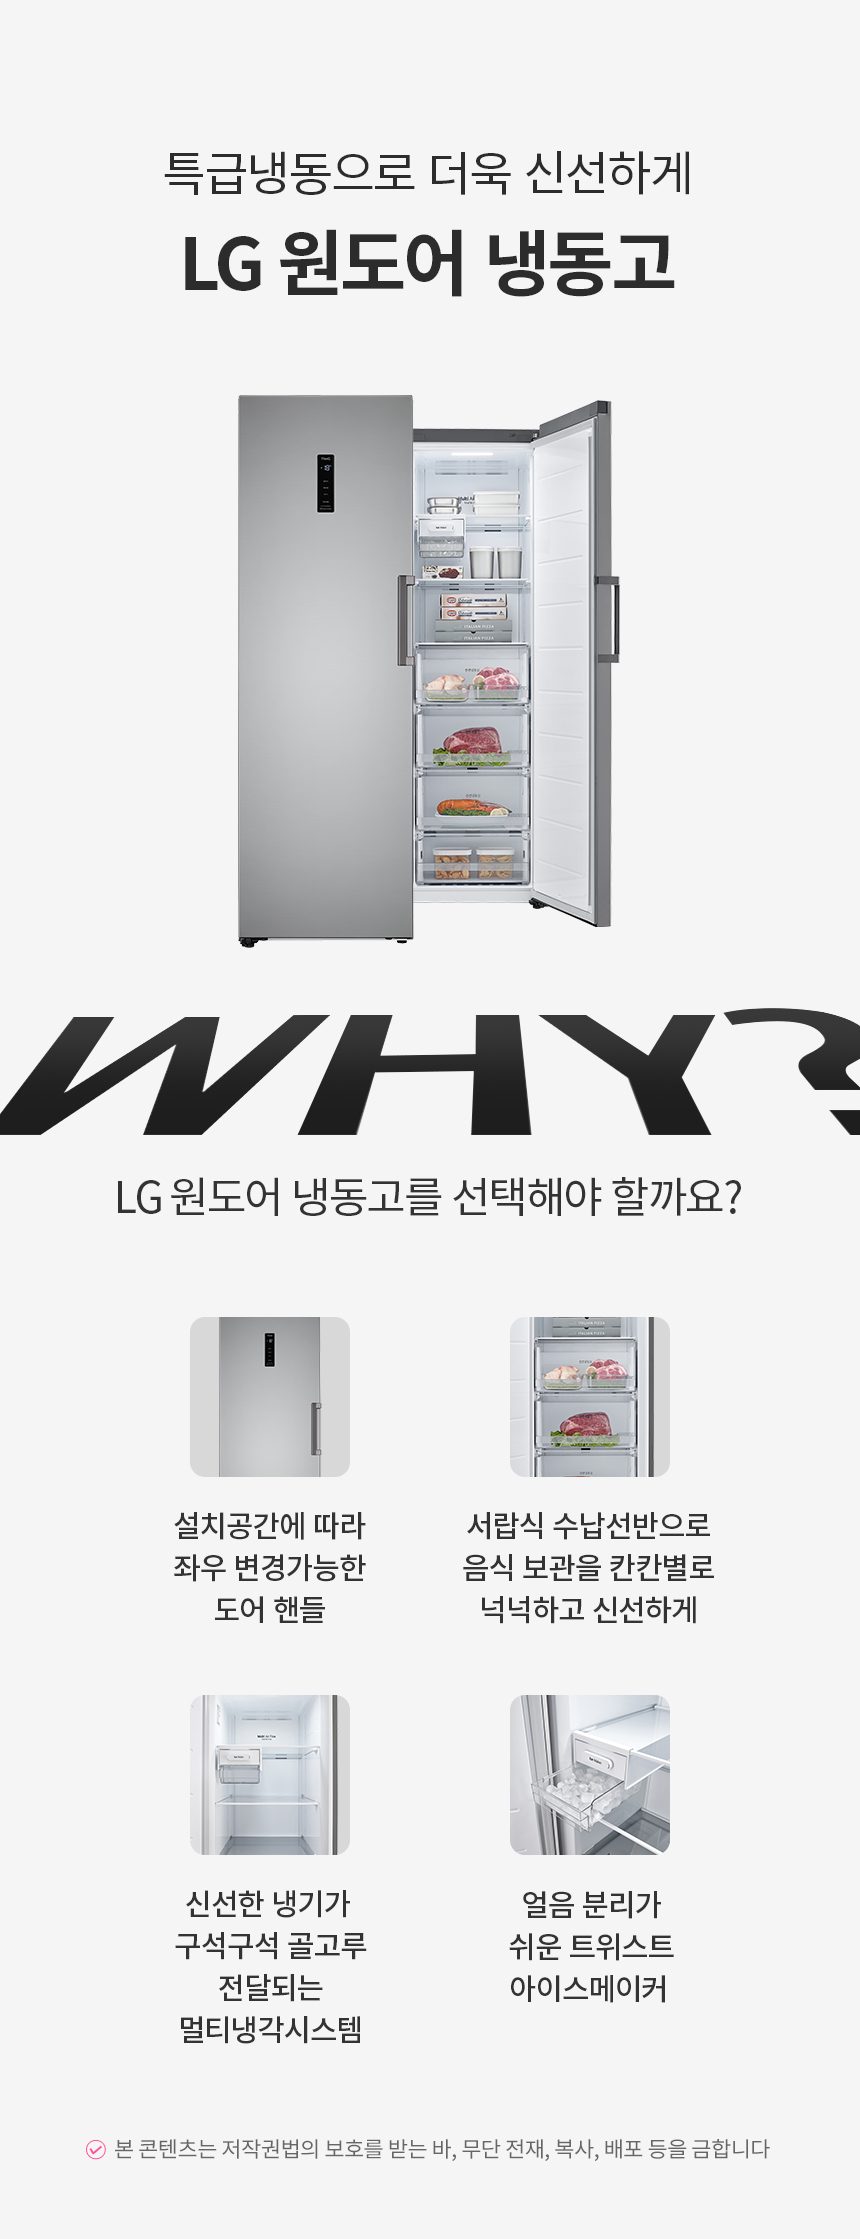 특급냉동으로 더욱 신선하게
LG 원도어 냉동고
ITALIAN PIZZA
ITALIAN PIZZA
WHY?
LG 원도어 냉동고를 선택해야 할까요?
설치공간에 따라
좌우 변경가능한
도어 핸들
서랍식 수납선반으로
음식 보관을 칸칸별로
넉넉하고 신선하게
신선한 냉기가
구석구석 골고루
전달되는
멀티냉각시스템
얼음 분리가
쉬운 트위스트
아이스메이커
본 콘텐츠는 저작권법의 보호를 받는 바, 무단 전재, 복사, 배포 등을 금합니다